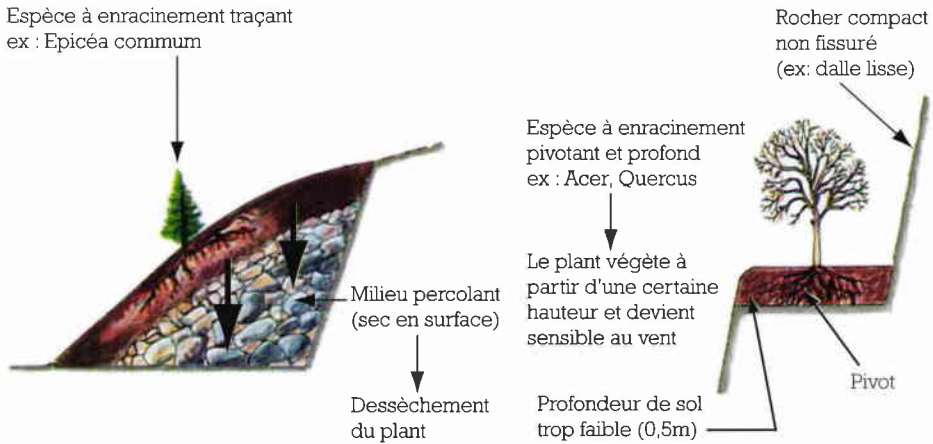 Espèce à enracinement traçant
ex : Epicéa commum
Milieu percolant
(sec en surface)
Dessèchement
du plant
Rocher compact
non fissuré
(ex: dalle lisse)
Espèce à enracinement
pivotant et profond
ex : Acer, Quercus
Le plant végète à
partir d'une certaine
hauteur et devient
sensible au vent
Pivot
Profondeur de sol
trop faible (0,5m)